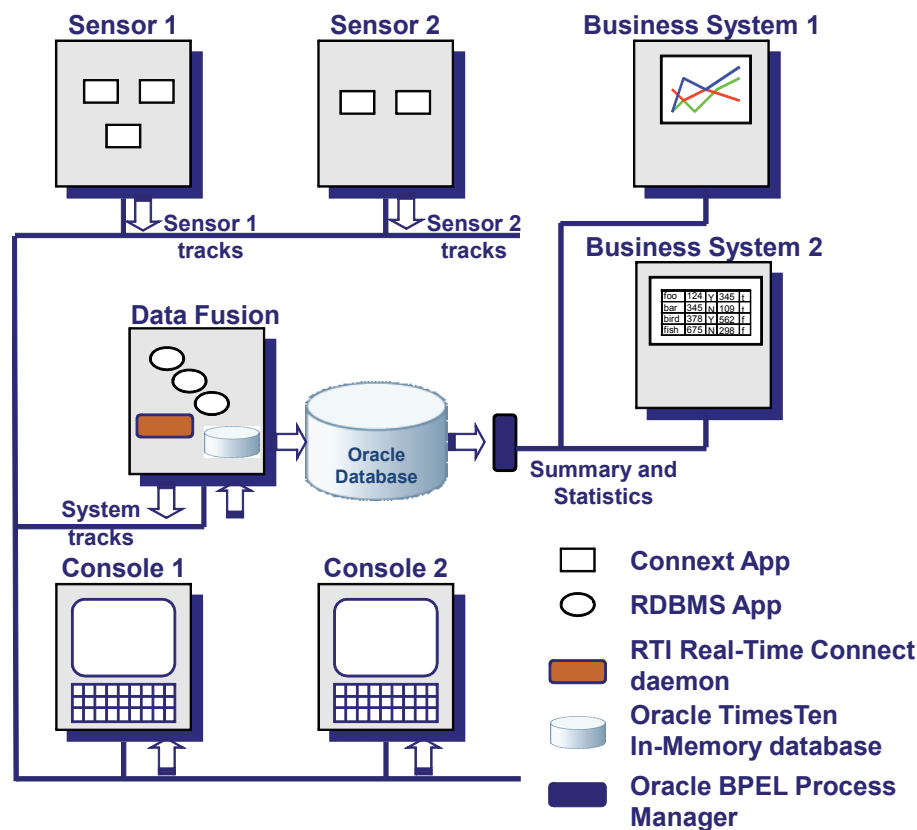 Sensor 1
Sensor 2
Business System 1
Sensor 1
tracks
Sensor 2
tracks
Business System 2
foo 124 Y 345 t
bar 345 N 109 t
bird 378 Y 562 f
fish 675 N 298 f
Data Fusion
Oracle
Database
Summary and
Statistics
System
tracks
Console 1
Console 2
Connext App
RDBMS App
RTI Real-Time Connect
daemon
Oracle TimesTen
In-Memory database
Oracle BPEL Process
Manager